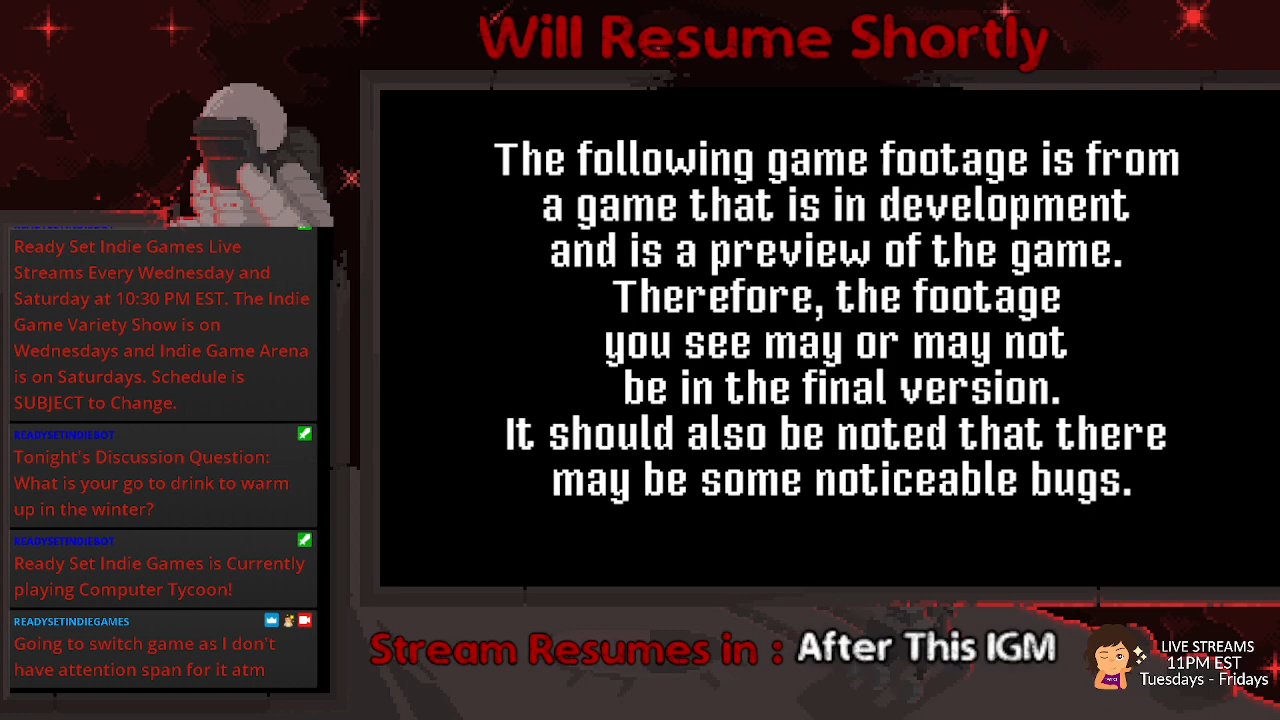 Will Resume Shortly
The following game footage is from
a game that is in development
and is a preview of the game.
Therefore, the footage
you see may or may not
be in the final version.
It should also be noted that there
may be some noticeable bugs.
Ready Set Indie Games Live
Streams Every Wednesday and
Saturday at 10:30 PM EST. The Indie
Game Variety Show is on
Wednesdays and Indie Game Arena
is on Saturdays. Schedule is
SUBJECT to Change.
READYSETINDIEBOT
Tonight's Discussion Question:
What is your go to drink to warm
up in the winter?
READYSETINDIEBOT
Ready Set Indie Games is Currently
playing Computer Tycoon!
READYSETINDIEGAMES
Going to switch game as I don't
have attention span for it atm
Stream Resumes in : After This IGM
LIVE STREAMS
11PM EST
Tuesdays - Fridays